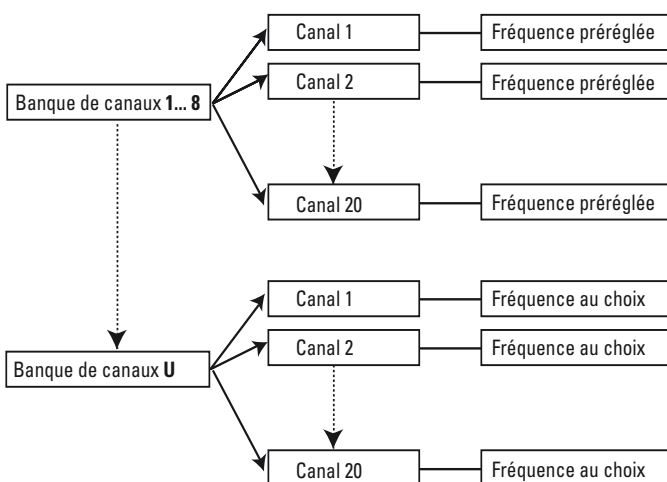 Canal 1 Fréquence préréglée
Canal 2 Fréquence préréglée
Banque de canaux 1... 8
Canal 20 Fréquence préréglée
Canal 1 Fréquence au choix
Canal 2 Fréquence au choix
Banque de canaux U
Canal 20 Fréquence au choix